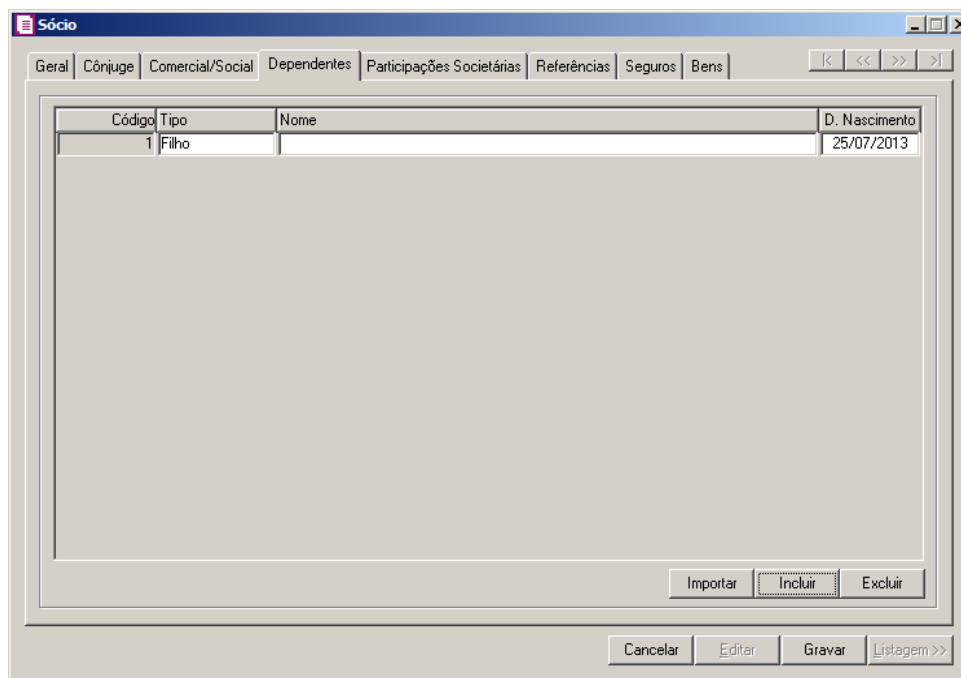 Sócio
Geral Cônjuge Comercial/Social Dependentes Participações Societárias Referências Seguros Bens |< << >> >|
Código Tipo Nome D. Nascimento
1 Filho 25/07/2013
Importar Incluir Excluir
Cancelar Editar Gravar Listagem >>